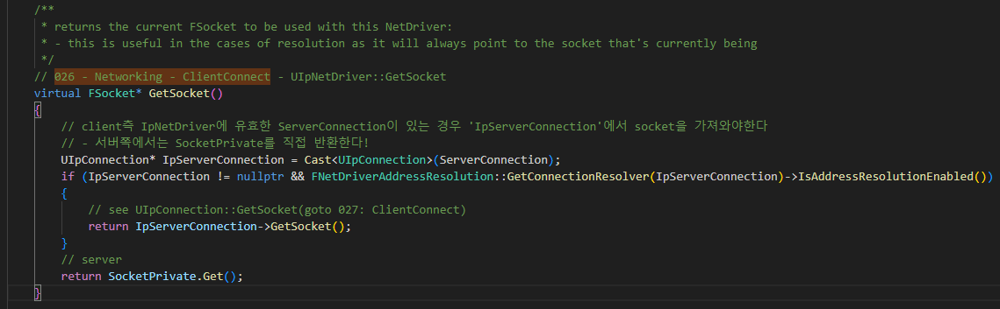 /**
 * returns the current FSocket to be used with this NetDriver:
 * - this is useful in the cases of resolution as it will always point to the socket that's currently being
 */
// 026 - Networking - ClientConnect - UIpNetDriver::GetSocket
virtual FSocket* GetSocket()
{
    // client측 IpNetDriver에 유효한 ServerConnection이 있는 경우 'IpServerConnection'에서 socket을 가져와야한다
    // - 서버쪽에서는 SocketPrivate를 직접 반환한다!
    UIpConnection* IpServerConnection = Cast<UIpConnection>(ServerConnection);
    if (IpServerConnection != nullptr && FNetDriverAddressResolution::GetConnectionResolver(IpServerConnection)->IsAddressResolutionEnabled())
    {
        // see UIpConnection::GetSocket(goto 027: ClientConnect)
        return IpServerConnection->GetSocket();
    }
    // server
    return SocketPrivate.Get();
}